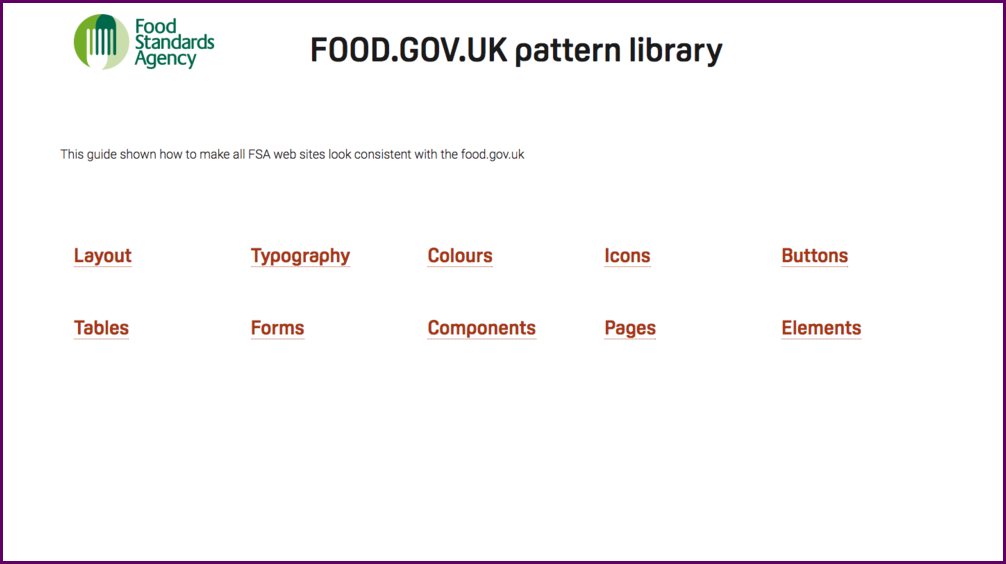 Food
Standards
Agency
FOOD.GOV.UK pattern library
This guide shown how to make all FSA web sites look consistent with the food.gov.uk
Layout Typography Colours Icons Buttons
Tables Forms Components Pages Elements